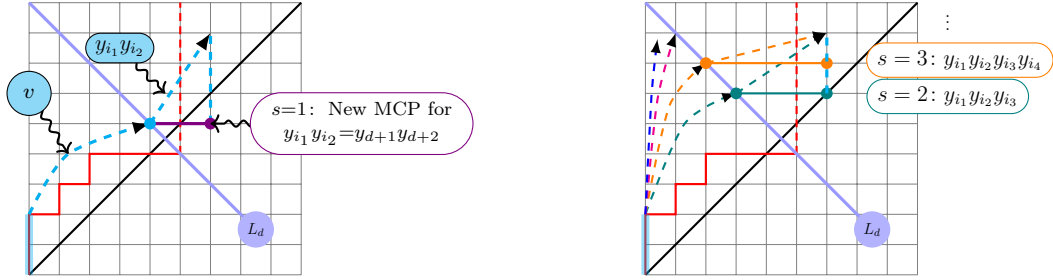 y_{i_1}y_{i_2}
v
s=1: New MCP for
y_{i_1}y_{i_2}=y_{d+1}y_{d+2}
L_d
⋮
s = 3: y_{i_1}y_{i_2}y_{i_3}y_{i_4}
s = 2: y_{i_1}y_{i_2}y_{i_3}
L_d